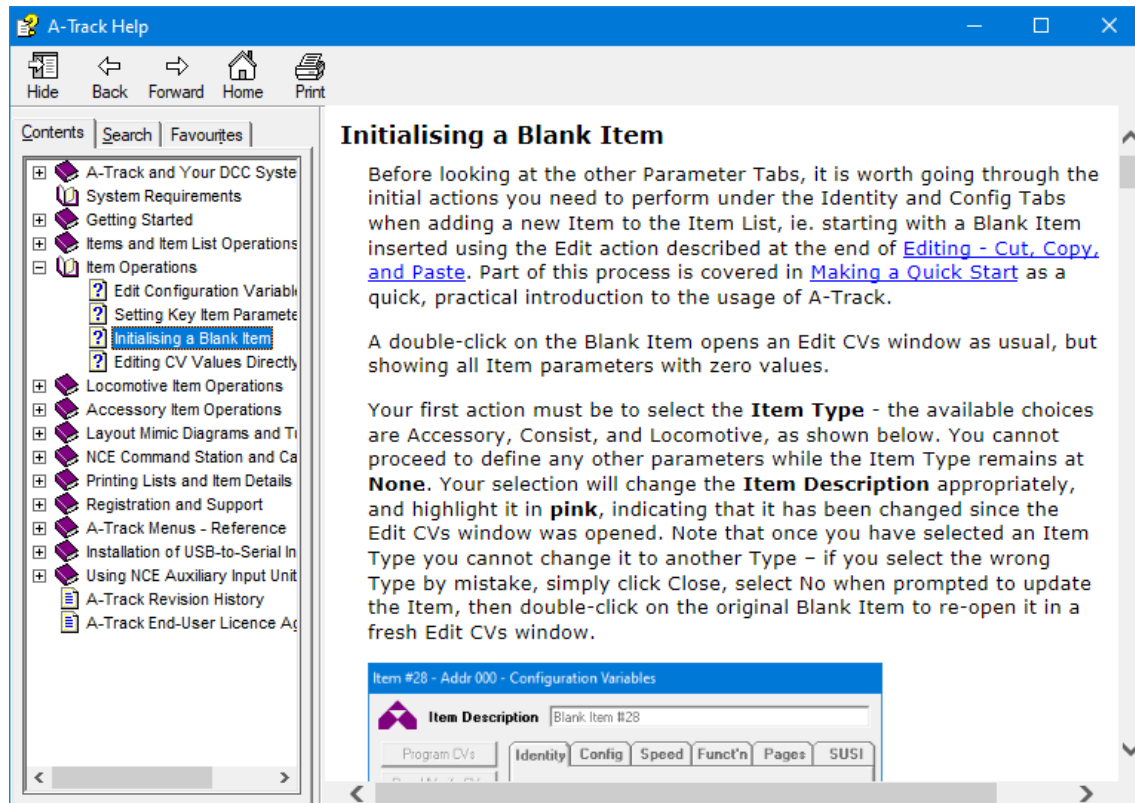 A-Track Help
Hide Back Forward Home Print
Contents Search Favourites
A-Track and Your DCC Syste
System Requirements
Getting Started
Items and Item List Operations
Item Operations
Edit Configuration Variabl
Setting Key Item Paramete
Initialising a Blank Item
Editing CV Values Directly
Locomotive Item Operations
Accessory Item Operations
Layout Mimic Diagrams and T
NCE Command Station and Ca
Printing Lists and Item Details
Registration and Support
A-Track Menus - Reference
Installation of USB-to-Serial In
Using NCE Auxiliary Input Unit
A-Track Revision History
A-Track End-User Licence Ag
Initialising a Blank Item
Before looking at the other Parameter Tabs, it is worth going through the
initial actions you need to perform under the Identity and Config Tabs
when adding a new Item to the Item List, ie. starting with a Blank Item
inserted using the Edit action described at the end of Editing - Cut, Copy,
and Paste. Part of this process is covered in Making a Quick Start as a
quick, practical introduction to the usage of A-Track.
A double-click on the Blank Item opens an Edit CVs window as usual, but
showing all Item parameters with zero values.
Your first action must be to select the Item Type - the available choices
are Accessory, Consist, and Locomotive, as shown below. You cannot
proceed to define any other parameters while the Item Type remains at
None. Your selection will change the Item Description appropriately,
and highlight it in pink, indicating that it has been changed since the
Edit CVs window was opened. Note that once you have selected an Item
Type you cannot change it to another Type – if you select the wrong
Type by mistake, simply click Close, select No when prompted to update
the Item, then double-click on the original Blank Item to re-open it in a
fresh Edit CVs window.
Item #28 - Addr 000 - Configuration Variables
Item Description Blank Item #28
Program CVs Identity Config Speed Funct'n Pages SUSI